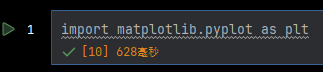 1 import matplotlib.pyplot as plt
[10] 628毫秒